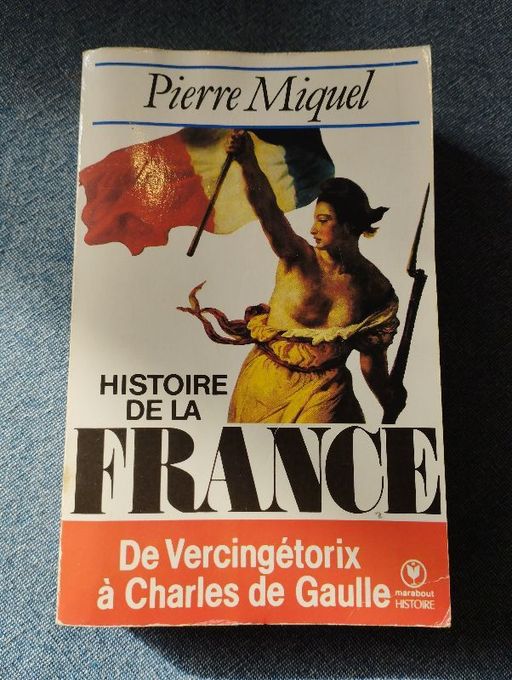 Pierre Miquel
HISTOIRE
DE LA
FRANCE
De Vercingétorix
à Charles de Gaulle
marabout
HISTOIRE